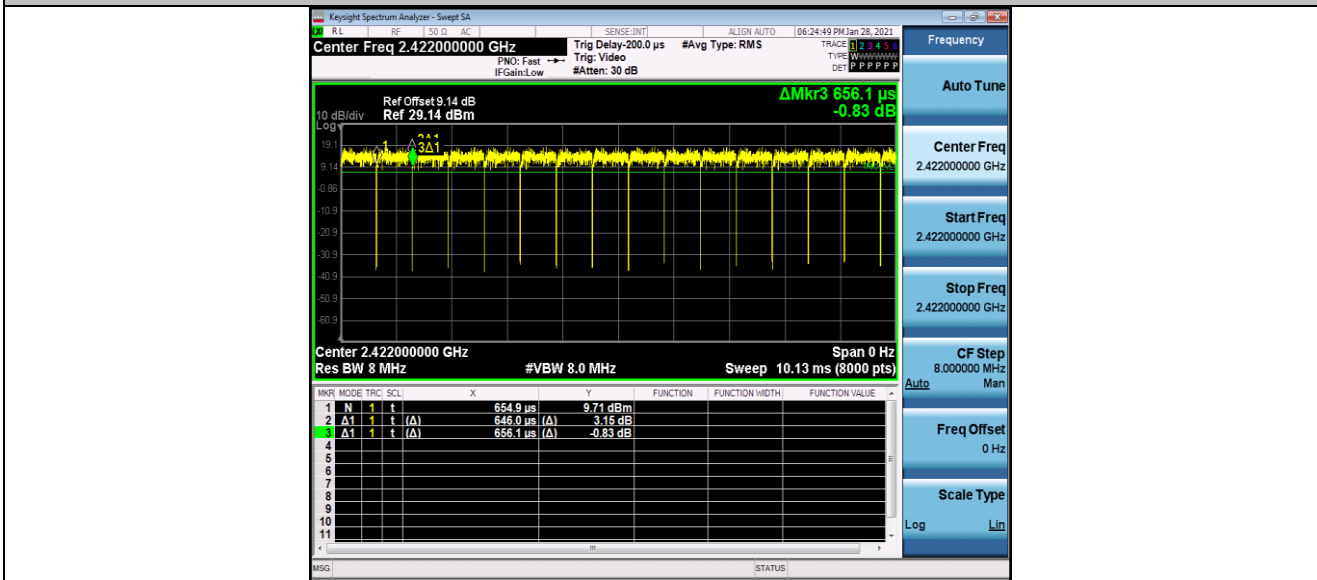 Keysight Spectrum Analyzer - Swept SA
RL RF 50 Ω AC SENSE:INT ALIGN AUTO 06:24:49 PM Jan 28, 2021
Center Freq 2.422000000 GHz
PNO: Fast
IFGain:Low
Trig Delay-200.0 µs
Trig: Video
#Atten: 30 dB
#Avg Type: RMS
TRACE 1 2 3 4 5 6
TYPE W
DET P P P P P P
Frequency
ΔMkr3 656.1 µs
-0.83 dB
Ref Offset 9.14 dB
10 dB/div Ref 29.14 dBm
Log
1
2Δ1
3Δ1
19.1
9.14
-0.86
-10.9
-20.9
-30.9
-40.9
-50.9
-60.9
Center 2.422000000 GHz Span 0 Hz
Res BW 8 MHz #VBW 8.0 MHz Sweep 10.13 ms (8000 pts)
MKR MODE TRC SCL X Y FUNCTION FUNCTION WIDTH FUNCTION VALUE
1 N 1 t 654.9 µs 9.71 dBm
2 Δ1 1 t (Δ) 646.0 µs (Δ) 3.15 dB
3 Δ1 1 t (Δ) 656.1 µs (Δ) -0.83 dB
4
5
6
7
8
9
10
11
MSG STATUS
Auto Tune
Center Freq
2.422000000 GHz
Start Freq
2.422000000 GHz
Stop Freq
2.422000000 GHz
CF Step
8.000000 MHz
Auto Man
Freq Offset
0 Hz
Scale Type
Log Lin